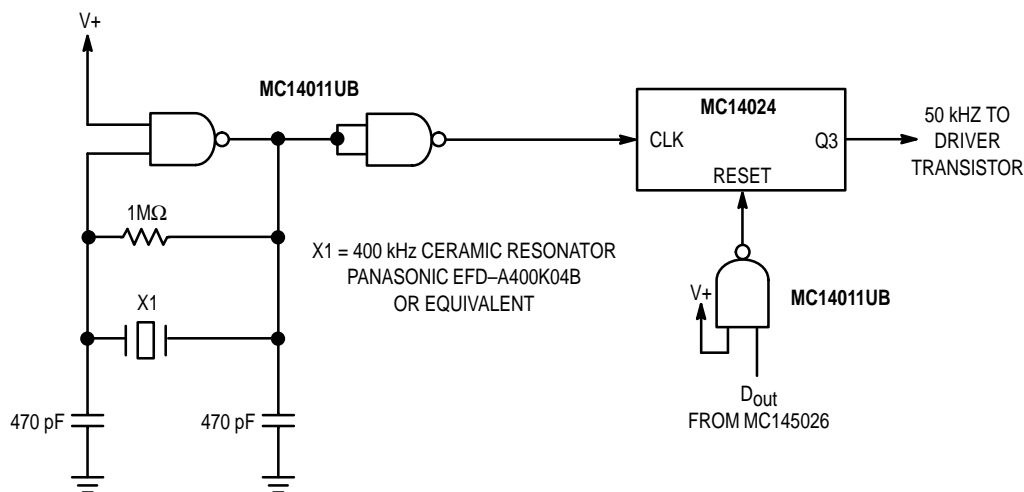 V+
MC14011UB
MC14024
CLK
Q3
RESET
50 kHZ TO
DRIVER
TRANSISTOR
1MΩ
X1 = 400 kHz CERAMIC RESONATOR
PANASONIC EFD–A400K04B
OR EQUIVALENT
X1
V+
MC14011UB
470 pF
470 pF
Dout
FROM MC145026